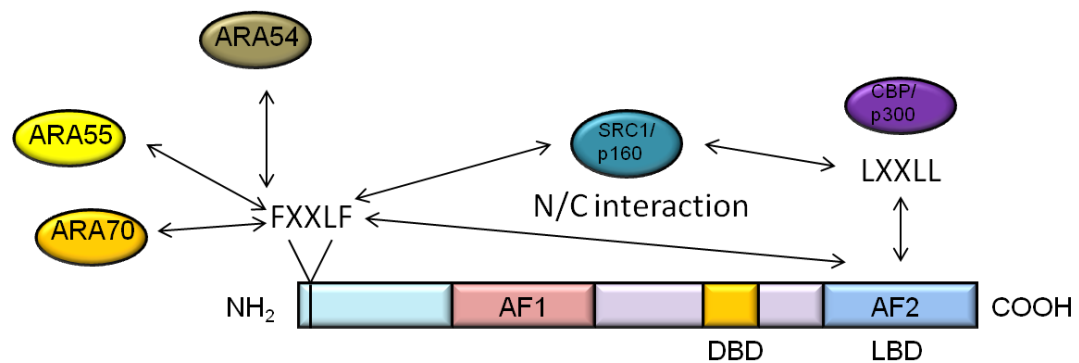 ARA54
CBP/
p300
ARA55
SRC1/
p160
LXXLL
FXXLF
N/C interaction
ARA70
NH2
AF1
AF2
COOH
DBD
LBD